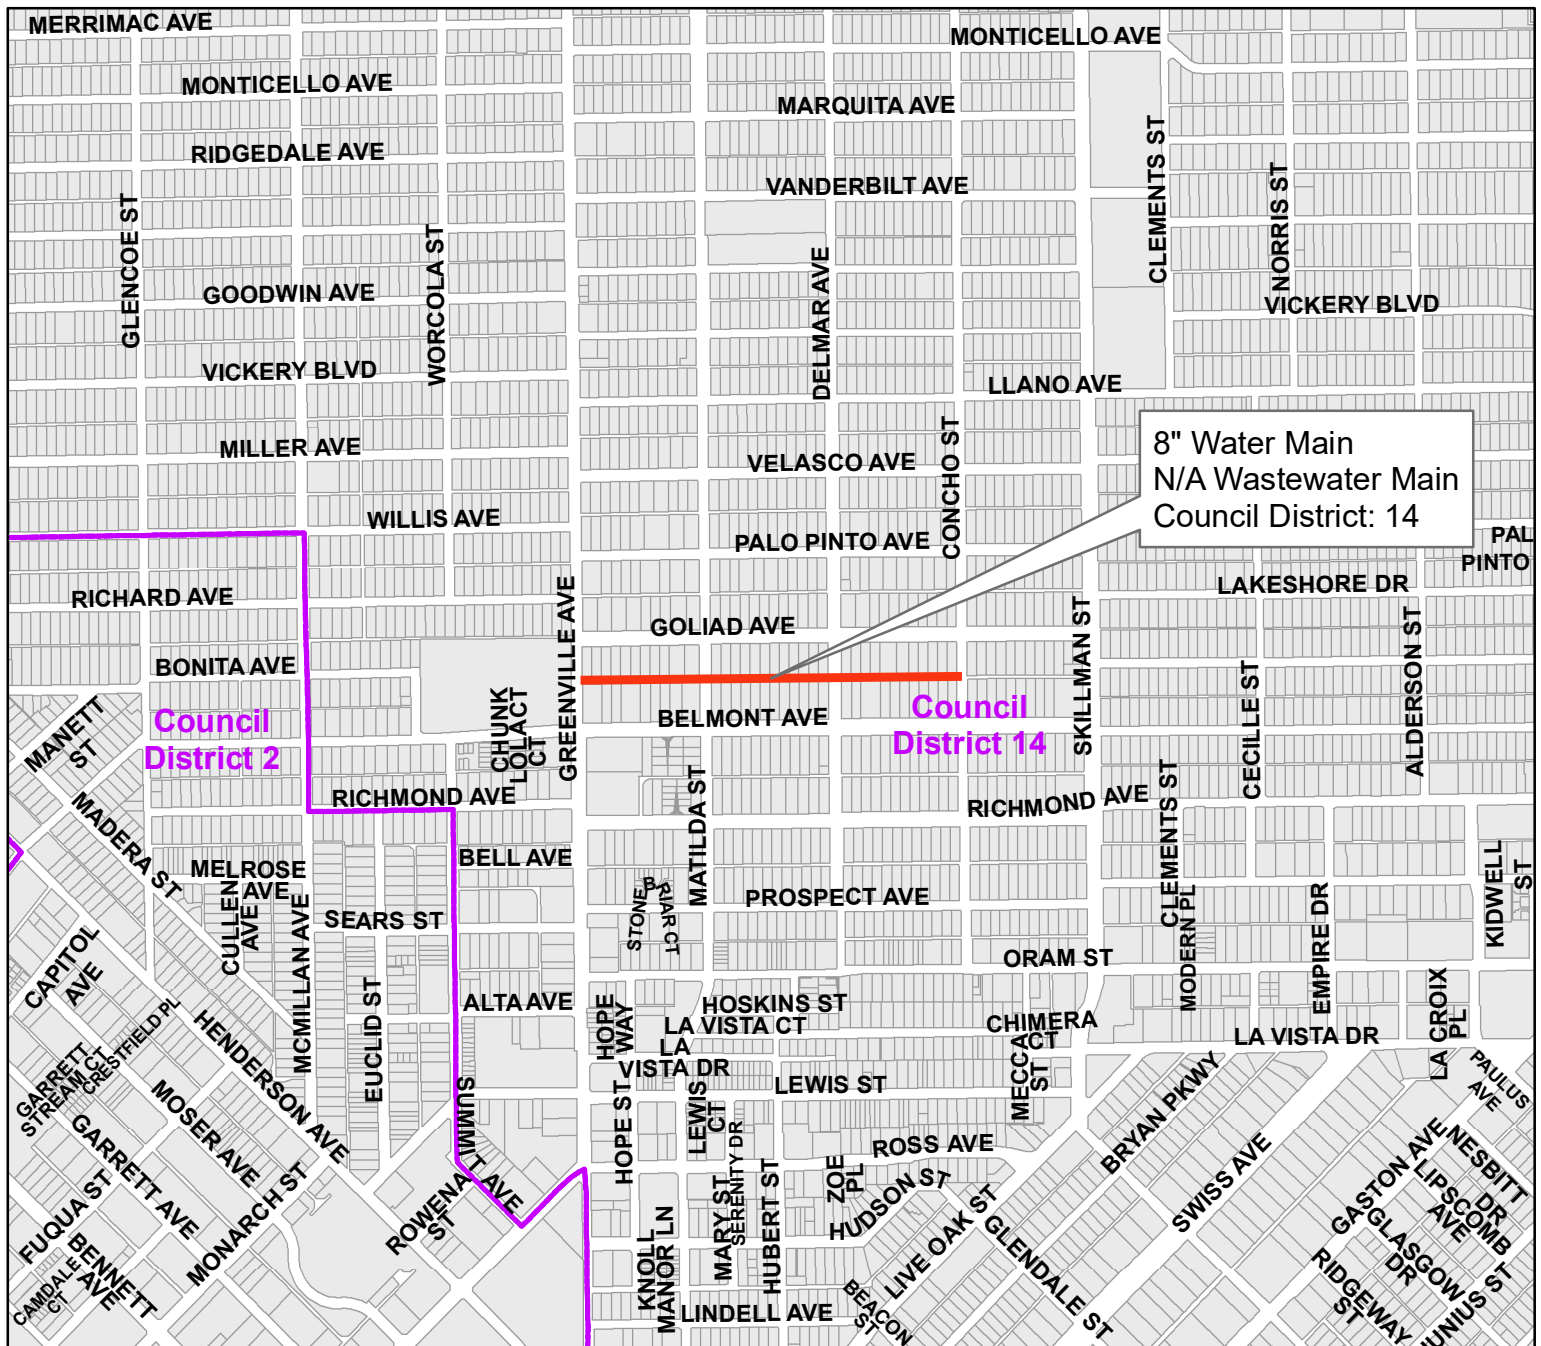 MERRIMAC AVE
MONTICELLO AVE
MONTICELLO AVE
MARQUITA AVE
RIDGEDALE AVE
VANDERBILT AVE
CLEMENTS ST
NORRIS ST
GLENCOE ST
WORCOLA ST
DELMAR AVE
GOODWIN AVE
VICKERY BLVD
VICKERY BLVD
LLANO AVE
MILLER AVE
VELASCO AVE
CONCHO ST
8" Water Main
N/A Wastewater Main
Council District: 14
WILLIS AVE
PALO PINTO AVE
PAL
PINTO
LAKESHORE DR
RICHARD AVE
GREENVILLE AVE
GOLIAD AVE
SKILLMAN ST
ALDERSON ST
BONITA AVE
CECILLE ST
MANETT
ST
Council
District 2
CHUNK
LOLACT
CT
BELMONT AVE
Council
District 14
RICHMOND AVE
RICHMOND AVE
MATILDA ST
CLEMENTS ST
MADERA ST
MELROSE
AVE
BELL AVE
PROSPECT AVE
KIDWELL
ST
CULLEN
AVE
MCMILLAN AVE
SEARS ST
STONE
BRIAR CT
MODERN PL
EMPIRE DR
ORAM ST
CAPITOL
AVE
EUCLID ST
ALTA AVE
HOPE
WAY
HOSKINS ST
LA VISTA CT
LA
VISTA DR
CHIMERA
CT
LA VISTA DR
LA CROIX
PL
CRESTFIELD PL
HENDERSON AVE
GARRETT
STREAM CT
MOSER AVE
GARRETT AVE
SUMMIT AVE
HOPE ST
LEWIS
CT
LEWIS ST
MECCA
ST
PAULUS
AVE
BRYAN PKWY
ROSS AVE
SERENITY DR
MARY ST
HUBERT ST
ZOE
PL
HUDSON ST
SWISS AVE
GASTON AVE
NESBITT
DR
LIPSCOMB
AVE
FUQUA ST
MONARCH ST
ROWENA
ST
KNOLL
MANOR LN
LIVE OAK ST
GLENDALE ST
GLASGOW
DR
RIDGEWAY
ST
JUNIUS ST
BENNETT
AVE
CAMDALE
CT
LINDELL AVE
BEACON
ST